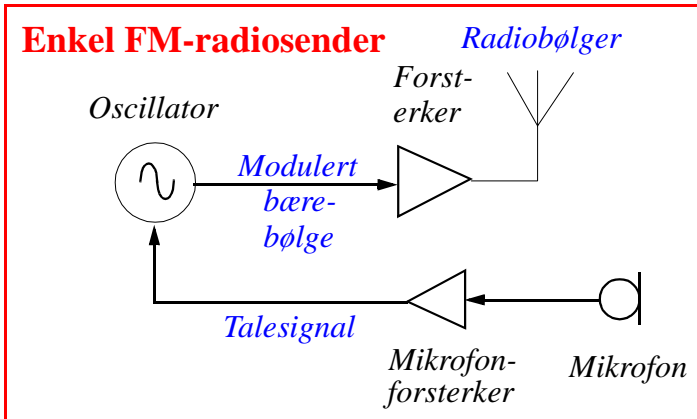 Enkel FM-radiosender
Radiobølger
Oscillator
Forst-
erker
Modulert
bære-
bølge
Talesignal
Mikrofon-
forsterker
Mikrofon